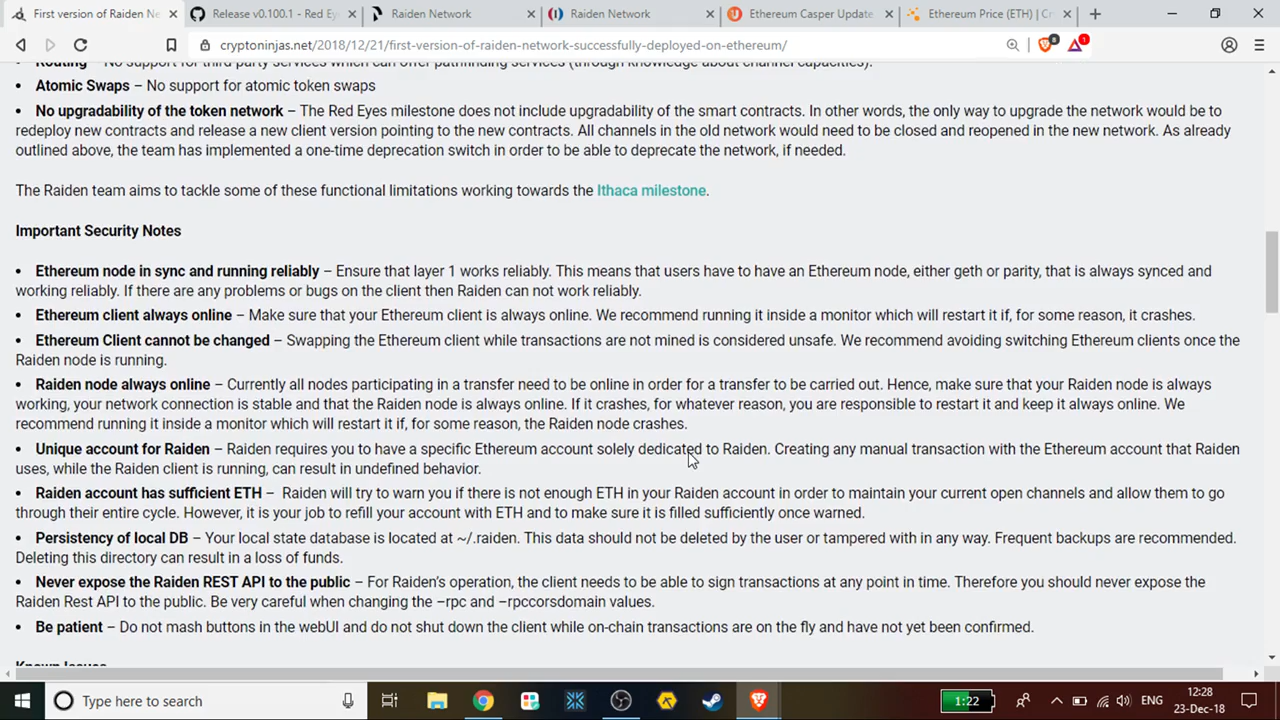 First version of Raiden Ne
Release v0.100.1 - Red Eye
Raiden Network
Raiden Network
Ethereum Casper Update
Ethereum Price (ETH) | Cr
cryptoninjas.net/2018/12/21/first-version-of-raiden-network-successfully-deployed-on-ethereum/
8
1
Routing – No support for third party services which can offer pathfinding services (through knowledge about channel capacities).
• Atomic Swaps – No support for atomic token swaps
• No upgradability of the token network – The Red Eyes milestone does not include upgradability of the smart contracts. In other words, the only way to upgrade the network would be to
redeploy new contracts and release a new client version pointing to the new contracts. All channels in the old network would need to be closed and reopened in the new network. As already
outlined above, the team has implemented a one-time deprecation switch in order to be able to deprecate the network, if needed.
The Raiden team aims to tackle some of these functional limitations working towards the Ithaca milestone.
Important Security Notes
• Ethereum node in sync and running reliably – Ensure that layer 1 works reliably. This means that users have to have an Ethereum node, either geth or parity, that is always synced and
working reliably. If there are any problems or bugs on the client then Raiden can not work reliably.
• Ethereum client always online – Make sure that your Ethereum client is always online. We recommend running it inside a monitor which will restart it if, for some reason, it crashes.
• Ethereum Client cannot be changed – Swapping the Ethereum client while transactions are not mined is considered unsafe. We recommend avoiding switching Ethereum clients once the
Raiden node is running.
• Raiden node always online – Currently all nodes participating in a transfer need to be online in order for a transfer to be carried out. Hence, make sure that your Raiden node is always
working, your network connection is stable and that the Raiden node is always online. If it crashes, for whatever reason, you are responsible to restart it and keep it always online. We
recommend running it inside a monitor which will restart it if, for some reason, the Raiden node crashes.
• Unique account for Raiden – Raiden requires you to have a specific Ethereum account solely dedicated to Raiden. Creating any manual transaction with the Ethereum account that Raiden
uses, while the Raiden client is running, can result in undefined behavior.
• Raiden account has sufficient ETH – Raiden will try to warn you if there is not enough ETH in your Raiden account in order to maintain your current open channels and allow them to go
through their entire cycle. However, it is your job to refill your account with ETH and to make sure it is filled sufficiently once warned.
• Persistency of local DB – Your local state database is located at ~/.raiden. This data should not be deleted by the user or tampered with in any way. Frequent backups are recommended.
Deleting this directory can result in a loss of funds.
• Never expose the Raiden REST API to the public – For Raiden's operation, the client needs to be able to sign transactions at any point in time. Therefore you should never expose the
Raiden Rest API to the public. Be very careful when changing the –rpc and –rpccorsdomain values.
• Be patient – Do not mash buttons in the webUI and do not shut down the client while on-chain transactions are on the fly and have not yet been confirmed.
Known Issues
Type here to search
1:22
ENG
12:28
23-Dec-18